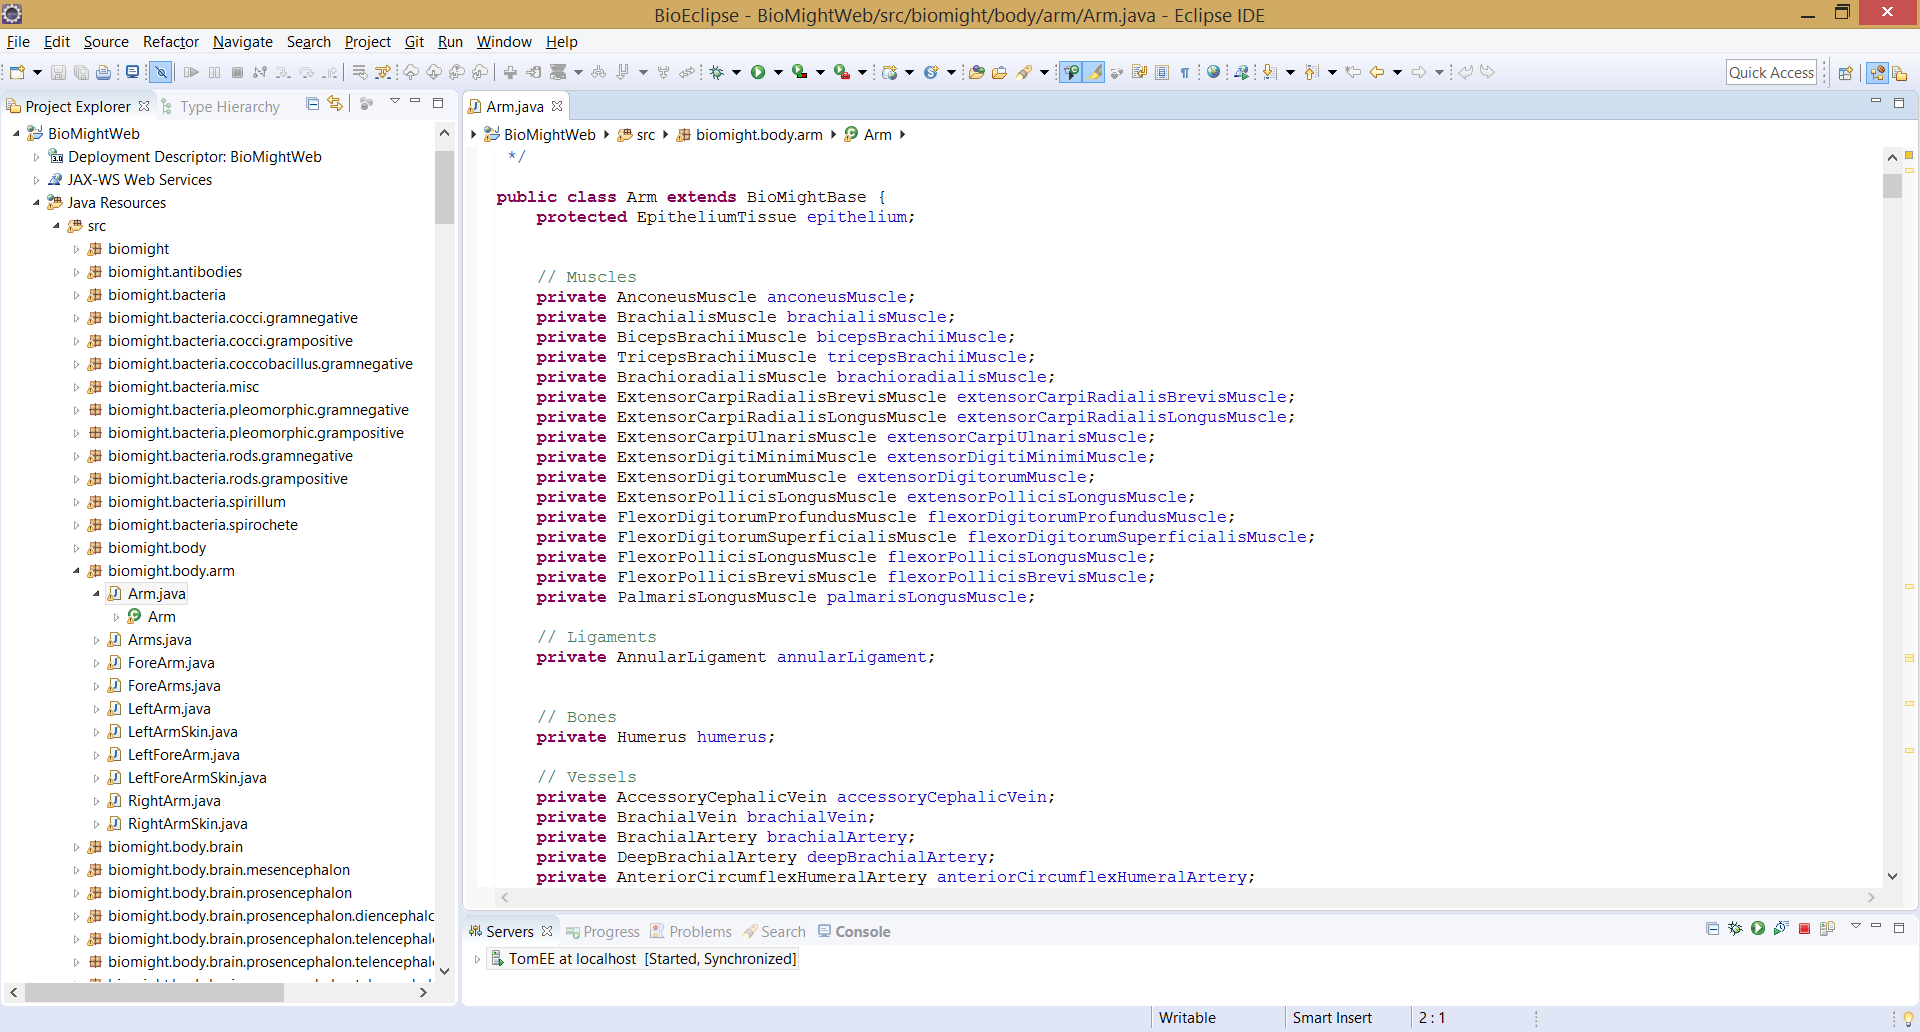 BioEclipse - BioMightWeb/src/biomight/body/arm/Arm.java - Eclipse IDE
File Edit Source Refactor Navigate Search Project Git Run Window Help
Quick Access
Project Explorer Type Hierarchy
BioMightWeb
Deployment Descriptor: BioMightWeb
JAX-WS Web Services
Java Resources
src
biomight
biomight.antibodies
biomight.bacteria
biomight.bacteria.cocci.gramnegative
biomight.bacteria.cocci.grampositive
biomight.bacteria.coccobacillus.gramnegative
biomight.bacteria.misc
biomight.bacteria.pleomorphic.gramnegative
biomight.bacteria.pleomorphic.grampositive
biomight.bacteria.rods.gramnegative
biomight.bacteria.rods.grampositive
biomight.bacteria.spirillum
biomight.bacteria.spirochete
biomight.body
biomight.body.arm
Arm.java
Arm
Arms.java
ForeArm.java
ForeArms.java
LeftArm.java
LeftArmSkin.java
LeftForeArm.java
LeftForeArmSkin.java
RightArm.java
RightArmSkin.java
biomight.body.brain
biomight.body.brain.mesencephalon
biomight.body.brain.prosencephalon
biomight.body.brain.prosencephalon.diencephalo
biomight.body.brain.prosencephalon.telencephal
biomight.body.brain.prosencephalon.telencephal
Arm.java
BioMightWeb src biomight.body.arm Arm
*/
public class Arm extends BioMightBase {
protected EpitheliumTissue epithelium;
// Muscles
private AnconeusMuscle anconeusMuscle;
private BrachialisMuscle brachialisMuscle;
private BicepsBrachiiMuscle bicepsBrachiiMuscle;
private TricepsBrachiiMuscle tricepsBrachiiMuscle;
private BrachioradialisMuscle brachioradialisMuscle;
private ExtensorCarpiRadialisBrevisMuscle extensorCarpiRadialisBrevisMuscle;
private ExtensorCarpiRadialisLongusMuscle extensorCarpiRadialisLongusMuscle;
private ExtensorCarpiUlnarisMuscle extensorCarpiUlnarisMuscle;
private ExtensorDigitiMinimiMuscle extensorDigitiMinimiMuscle;
private ExtensorDigitorumMuscle extensorDigitorumMuscle;
private ExtensorPollicisLongusMuscle extensorPollicisLongusMuscle;
private FlexorDigitorumProfundusMuscle flexorDigitorumProfundusMuscle;
private FlexorDigitorumSuperficialisMuscle flexorDigitorumSuperficialisMuscle;
private FlexorPollicisLongusMuscle flexorPollicisLongusMuscle;
private FlexorPollicisBrevisMuscle flexorPollicisBrevisMuscle;
private PalmarisLongusMuscle palmarisLongusMuscle;
// Ligaments
private AnnularLigament annularLigament;
// Bones
private Humerus humerus;
// Vessels
private AccessoryCephalicVein accessoryCephalicVein;
private BrachialVein brachialVein;
private BrachialArtery brachialArtery;
private DeepBrachialArtery deepBrachialArtery;
private AnteriorCircumflexHumeralArtery anteriorCircumflexHumeralArtery;
Servers Progress Problems Search Console
TomEE at localhost [Started, Synchronized]
Writable Smart Insert 2 : 1